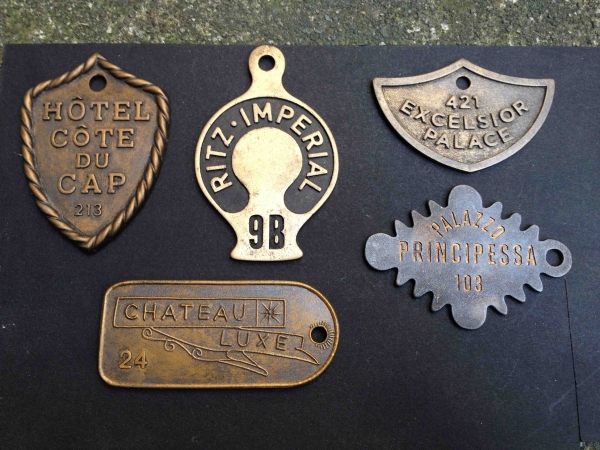 HÔTEL
CÔTE
DU
CAP
213
RITZ · IMPERIAL
9B
421
EXCELSIOR
PALACE
PALAZZO
PRINCIPESSA
103
CHATEAU
LUXE
24